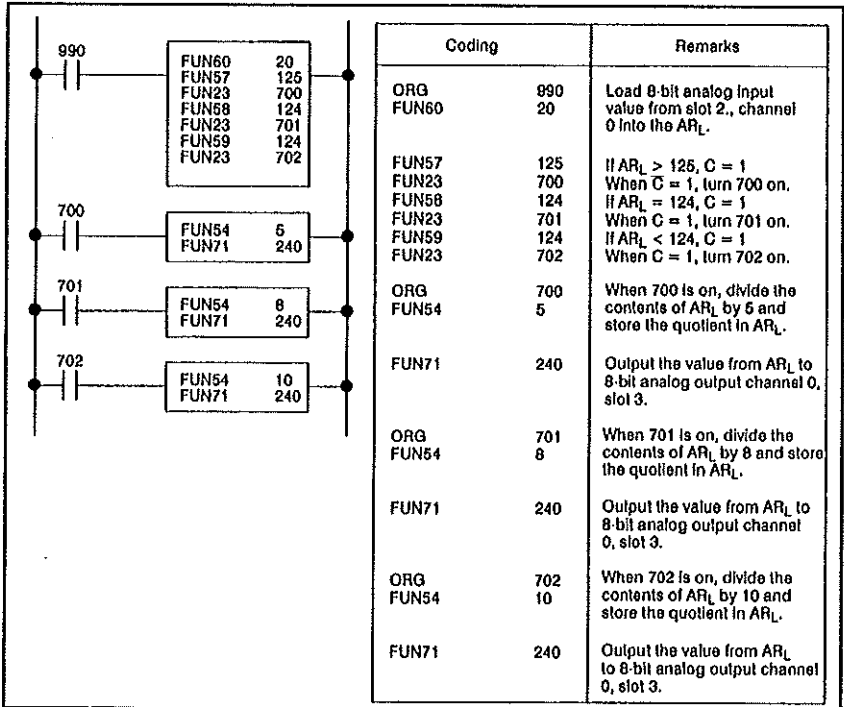 990
FUN60 20
FUN57 125
FUN23 700
FUN58 124
FUN23 701
FUN59 124
FUN23 702
700
FUN54 5
FUN71 240
701
FUN54 8
FUN71 240
702
FUN54 10
FUN71 240
Coding Remarks
ORG 990 Load 8-bit analog input
FUN60 20 value from slot 2., channel
0 into the ARL.
FUN57 125 If ARL ≥ 125, C = 1
FUN23 700 When C = 1, turn 700 on.
FUN58 124 If ARL = 124, C = 1
FUN23 701 When C = 1, turn 701 on.
FUN59 124 If ARL < 124, C = 1
FUN23 702 When C = 1, turn 702 on.
ORG 700 When 700 is on, divide the
FUN54 5 contents of ARL by 5 and
store the quotient in ARL.
FUN71 240 Output the value from ARL to
8-bit analog output channel 0,
slot 3.
ORG 701 When 701 is on, divide the
FUN54 8 contents of ARL by 8 and store
the quotient in ARL.
FUN71 240 Output the value from ARL to
8-bit analog output channel
0, slot 3.
ORG 702 When 702 is on, divide the
FUN54 10 contents of ARL by 10 and
store the quotient in ARL.
FUN71 240 Output the value from ARL
to 8-bit analog output channel
0, slot 3.